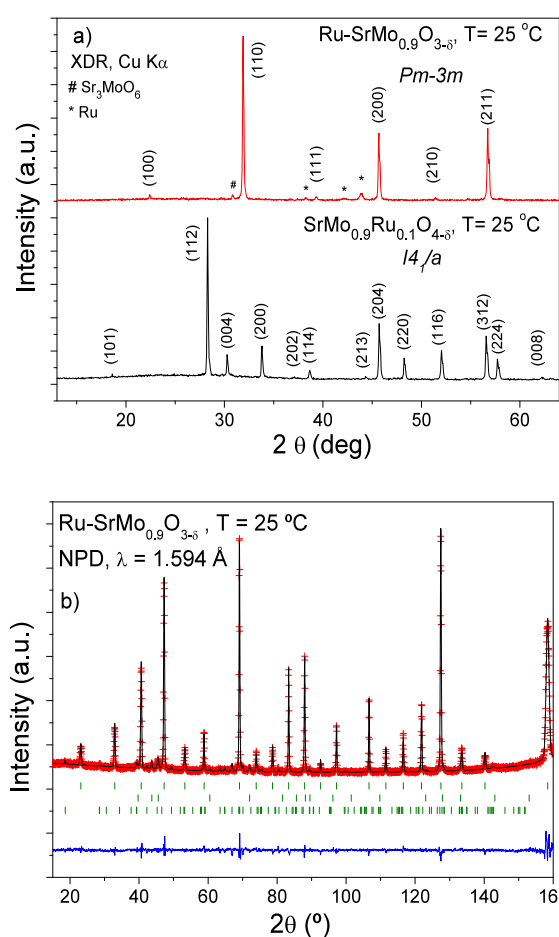 a)
Ru-SrMo0.9O3-δ, T= 25 °C
XDR, Cu Kα
Pm-3m
# Sr3MoO6
* Ru
(100)
#
(110)
*
(111)
*
*
(200)
(210)
(211)
SrMo0.9Ru0.1O4-δ, T= 25 °C
I41/a
(101)
(112)
(004)
(200)
(202)
(114)
(213)
(204)
(220)
(116)
(312)
(224)
(008)
Intensity (a.u.)
20 30 40 50 60
2 θ (deg)
Ru-SrMo0.9O3-δ , T = 25 ºC
NPD, λ = 1.594 Å
b)
Intensity (a.u.)
20 40 60 80 100 120 140 16
2θ (º)